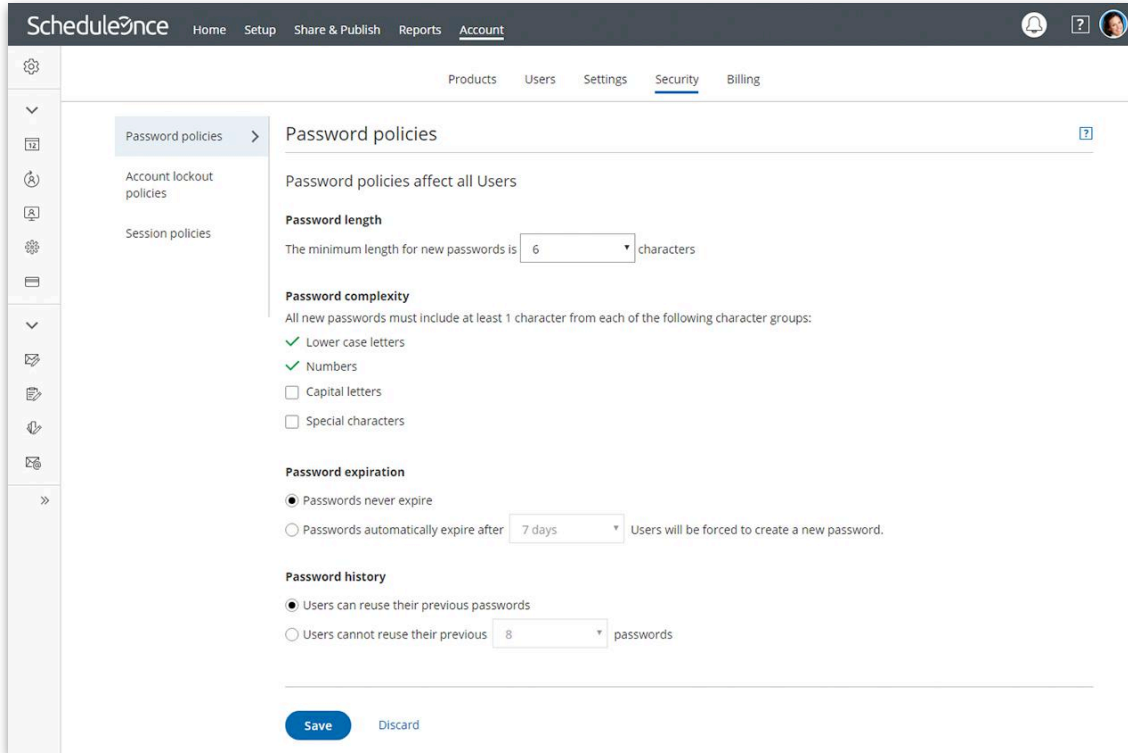 ScheduleOnce Home Setup Share & Publish Reports Account ?
Products Users Settings Security Billing
Password policies
Account lockout
policies
Session policies
12
Password policies ?
Password policies affect all Users
Password length
The minimum length for new passwords is 6 characters
Password complexity
All new passwords must include at least 1 character from each of the following character groups:
Lower case letters
Numbers
Capital letters
Special characters
Password expiration
Passwords never expire
Passwords automatically expire after 7 days Users will be forced to create a new password.
Password history
Users can reuse their previous passwords
Users cannot reuse their previous 8 passwords
Save Discard